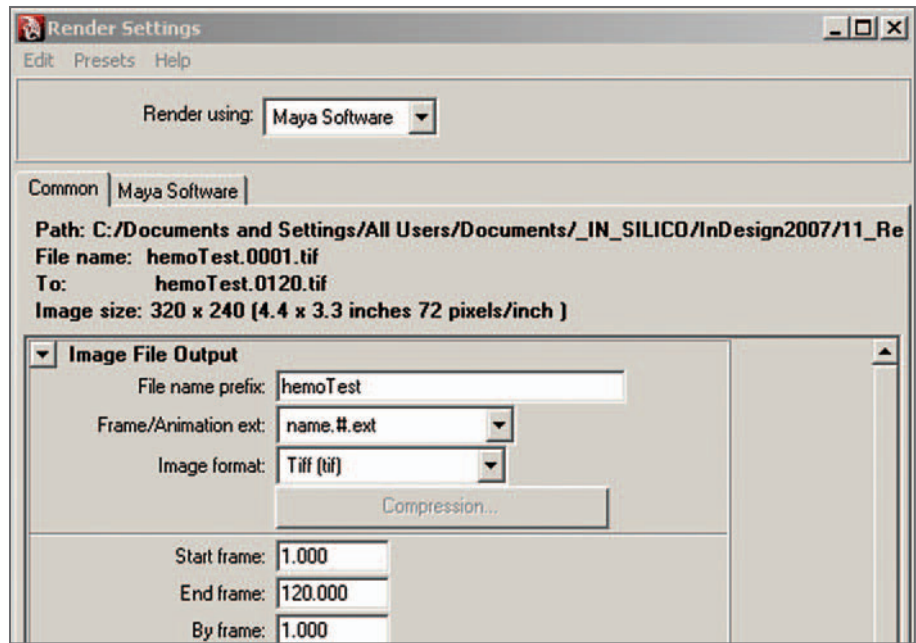 Render Settings
Edit Presets Help
Render using: Maya Software
Common Maya Software
Path: C:/Documents and Settings/All Users/Documents/_IN_SILICO/InDesign2007/11_Re
File name: hemoTest.0001.tif
To: hemoTest.0120.tif
Image size: 320 x 240 (4.4 x 3.3 inches 72 pixels/inch )
Image File Output
File name prefix: hemoTest
Frame/Animation ext: name.#.ext
Image format: Tiff (tif)
Compression...
Start frame: 1.000
End frame: 120.000
By frame: 1.000